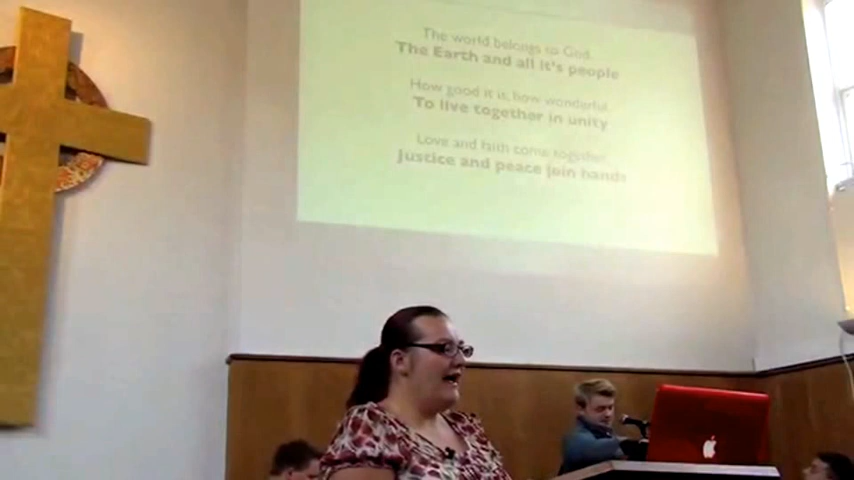 The world belongs to God,
The Earth and all it's people
How good it is, how wonderful
To live together in unity
Love and faith come together
Justice and peace join hands